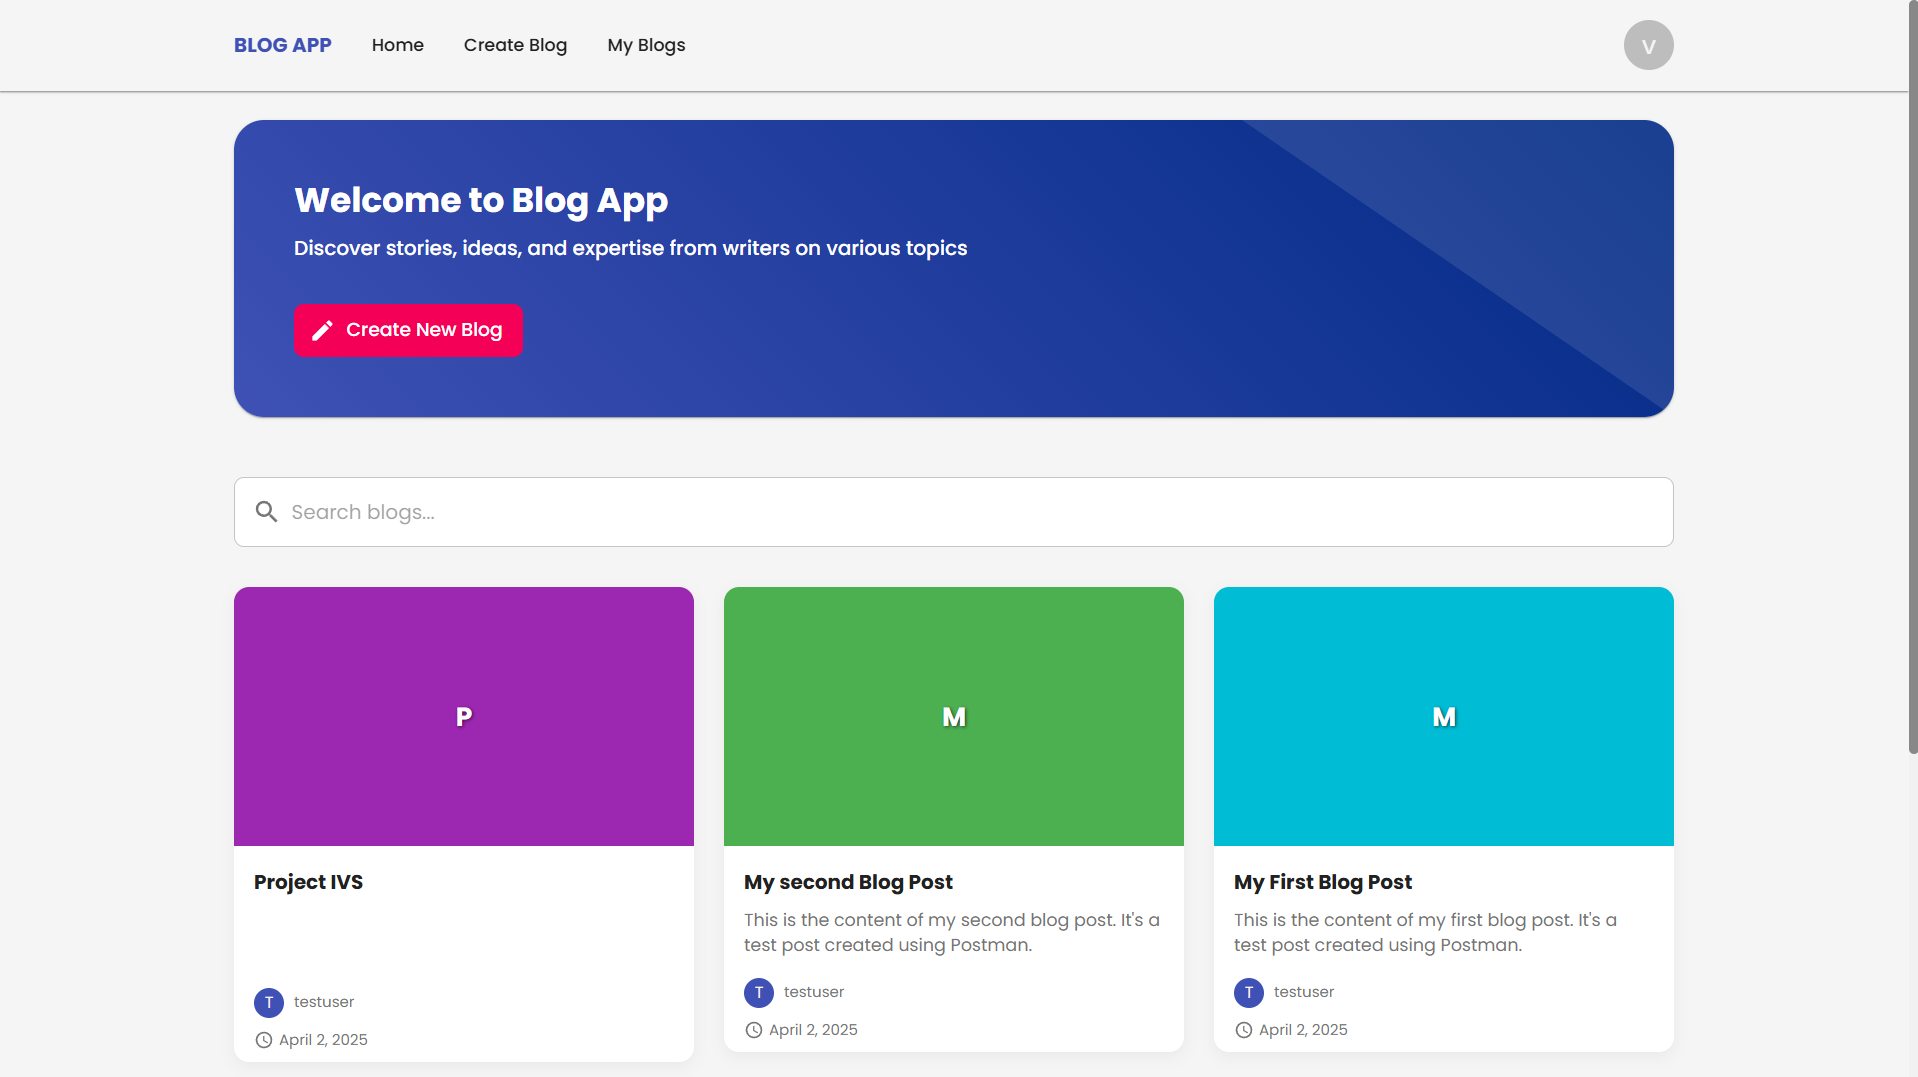 BLOG APP Home Create Blog My Blogs V
Welcome to Blog App
Discover stories, ideas, and expertise from writers on various topics
Create New Blog
Search blogs...
P
Project IVS
T testuser
April 2, 2025
M
My second Blog Post
This is the content of my second blog post. It's a
test post created using Postman.
T testuser
April 2, 2025
M
My First Blog Post
This is the content of my first blog post. It's a
test post created using Postman.
T testuser
April 2, 2025